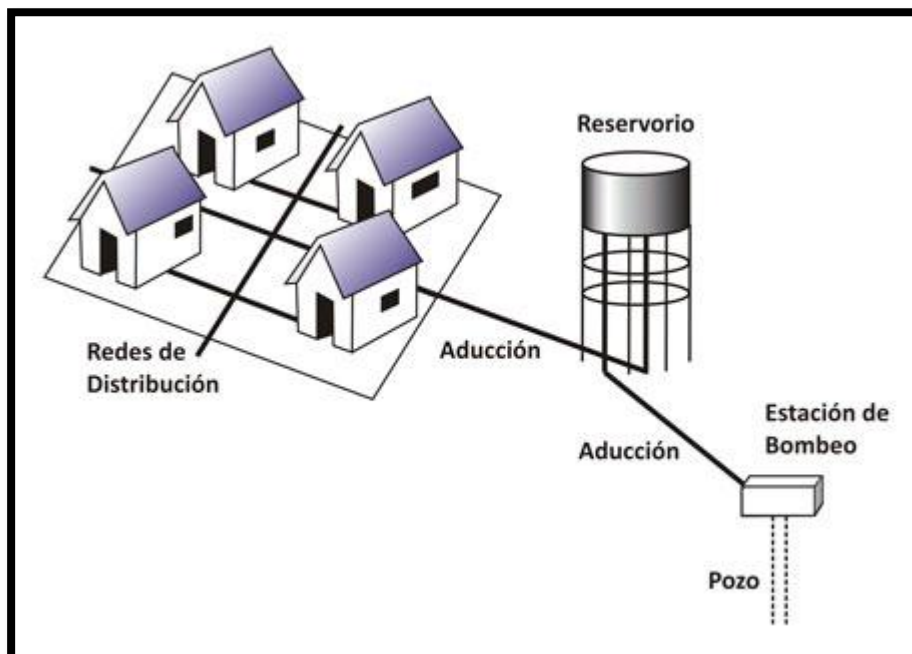 Reservorio
Redes de
Distribución
Aducción
Aducción
Estación de
Bombeo
Pozo